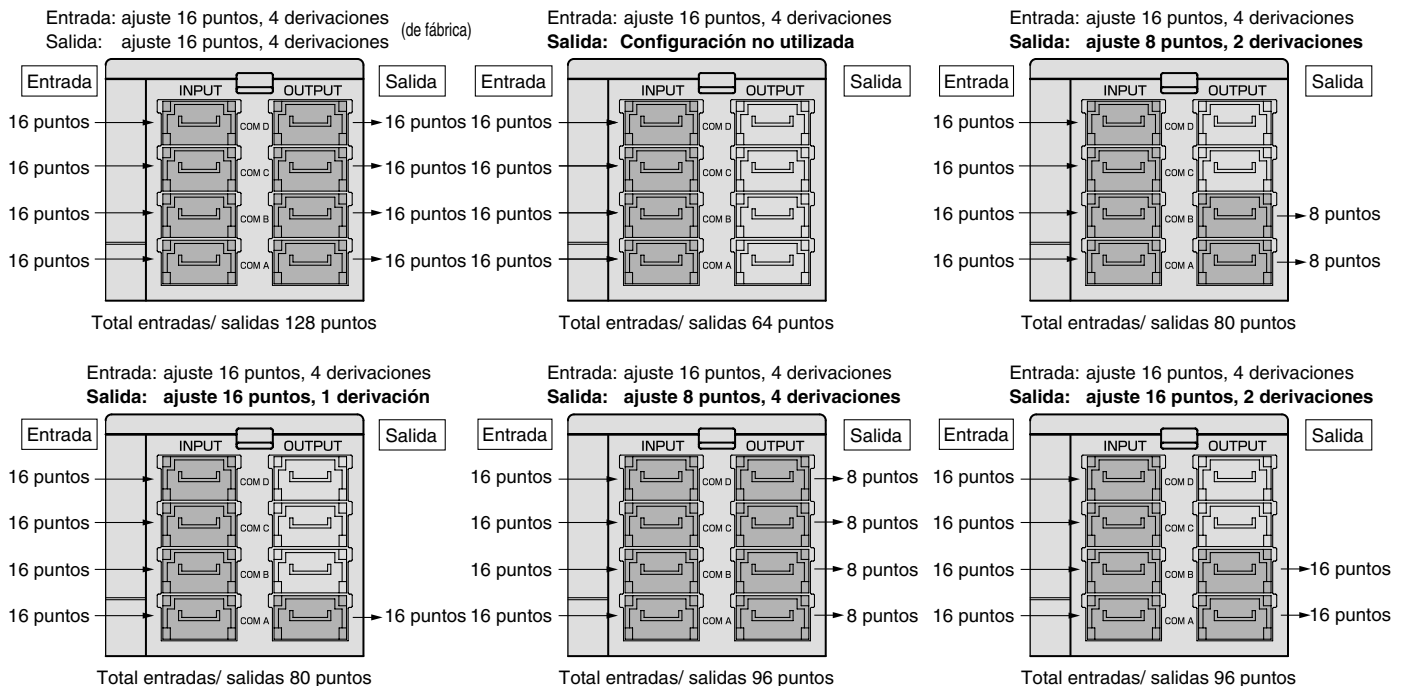 Entrada: ajuste 16 puntos, 4 derivaciones
Salida: ajuste 16 puntos, 4 derivaciones
(de fábrica)
Entrada
Salida
INPUT
OUTPUT
16 puntos
COM D
16 puntos
16 puntos
COM C
16 puntos
16 puntos
COM B
16 puntos
16 puntos
COM A
16 puntos
Total entradas/ salidas 128 puntos
Entrada: ajuste 16 puntos, 4 derivaciones
Salida: Configuración no utilizada
Entrada
Salida
INPUT
OUTPUT
16 puntos
COM D
16 puntos
COM C
16 puntos
COM B
16 puntos
COM A
Total entradas/ salidas 64 puntos
Entrada: ajuste 16 puntos, 4 derivaciones
Salida: ajuste 8 puntos, 2 derivaciones
Entrada
Salida
INPUT
OUTPUT
16 puntos
COM D
16 puntos
COM C
16 puntos
COM B
8 puntos
16 puntos
COM A
8 puntos
Total entradas/ salidas 80 puntos
Entrada: ajuste 16 puntos, 4 derivaciones
Salida: ajuste 16 puntos, 1 derivación
Entrada
Salida
INPUT
OUTPUT
16 puntos
COM D
16 puntos
COM C
16 puntos
COM B
16 puntos
COM A
16 puntos
Total entradas/ salidas 80 puntos
Entrada: ajuste 16 puntos, 4 derivaciones
Salida: ajuste 8 puntos, 4 derivaciones
Entrada
Salida
INPUT
OUTPUT
16 puntos
COM D
8 puntos
16 puntos
COM C
8 puntos
16 puntos
COM B
8 puntos
16 puntos
COM A
8 puntos
Total entradas/ salidas 96 puntos
Entrada: ajuste 16 puntos, 4 derivaciones
Salida: ajuste 16 puntos, 2 derivaciones
Entrada
Salida
INPUT
OUTPUT
16 puntos
COM D
16 puntos
COM C
16 puntos
COM B
16 puntos
16 puntos
COM A
16 puntos
Total entradas/ salidas 96 puntos